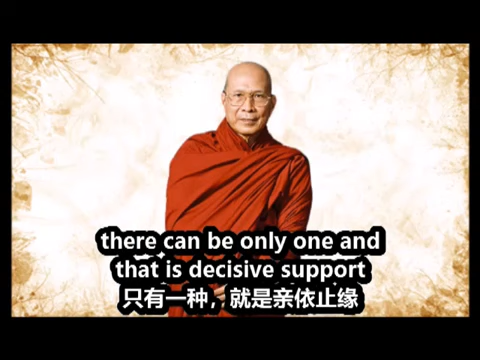 there can be only one and
that is decisive support
只有一种，就是亲依止缘